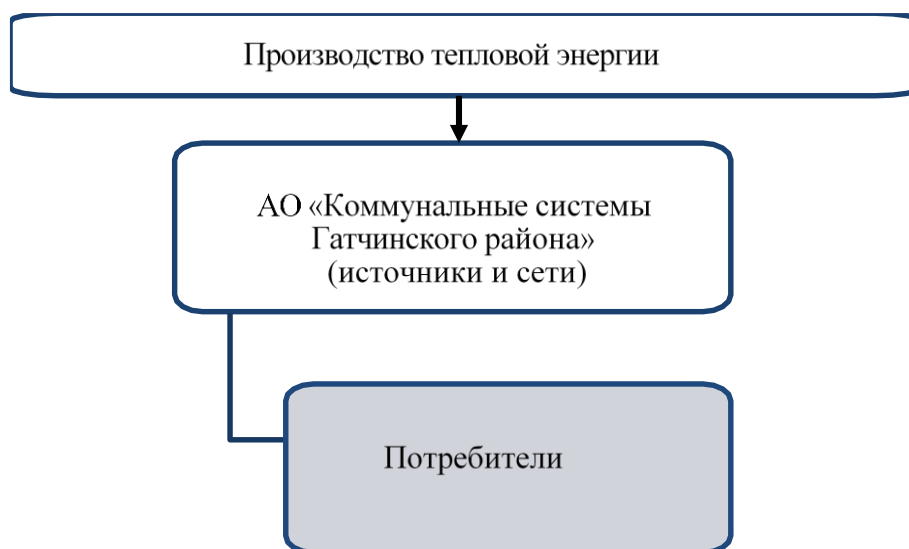 Производство тепловой энергии
АО «Коммунальные системы
Гатчинского района»
(источники и сети)
Потребители